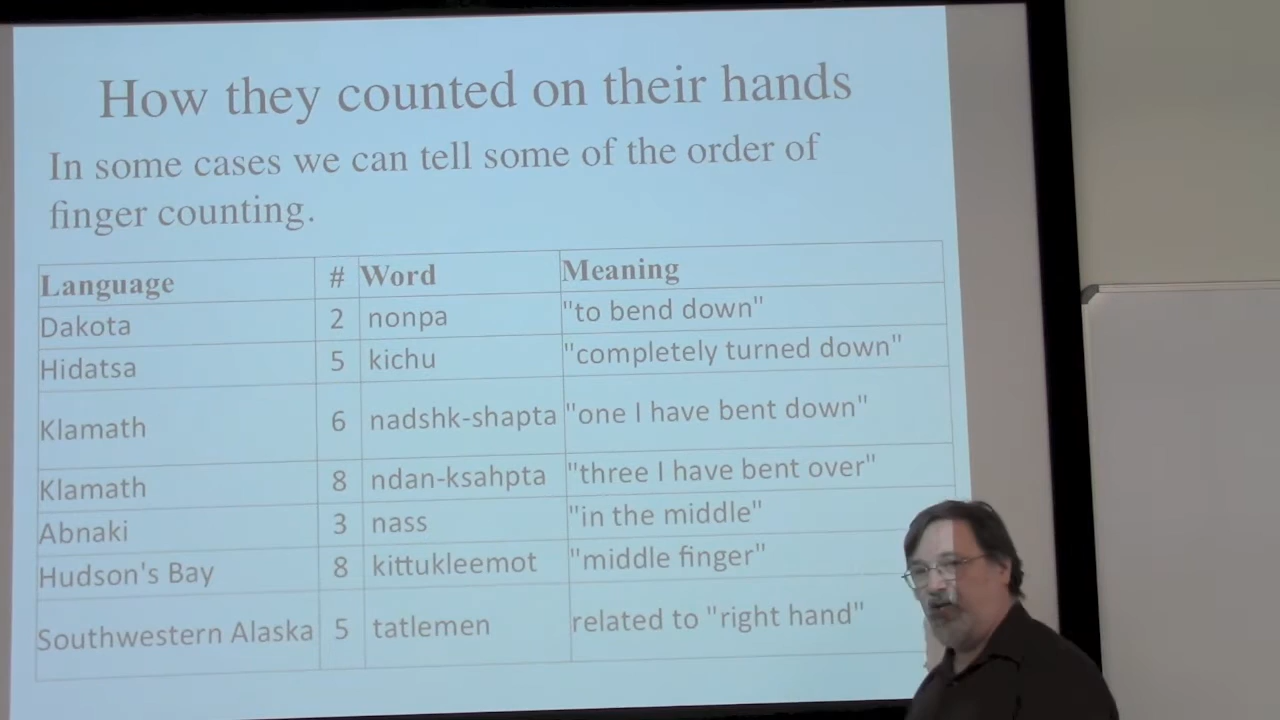 How they counted on their hands
In some cases we can tell some of the order of
finger counting.
Language # Word Meaning
Dakota 2 nonpa "to bend down"
Hidatsa 5 kichu "completely turned down"
Klamath 6 nadshk-shapta "one I have bent down"
Klamath 8 ndan-ksahpta "three I have bent over"
Abnaki 3 nass "in the middle"
Hudson's Bay 8 kittukleemot "middle finger"
Southwestern Alaska 5 tatlemen related to "right hand"